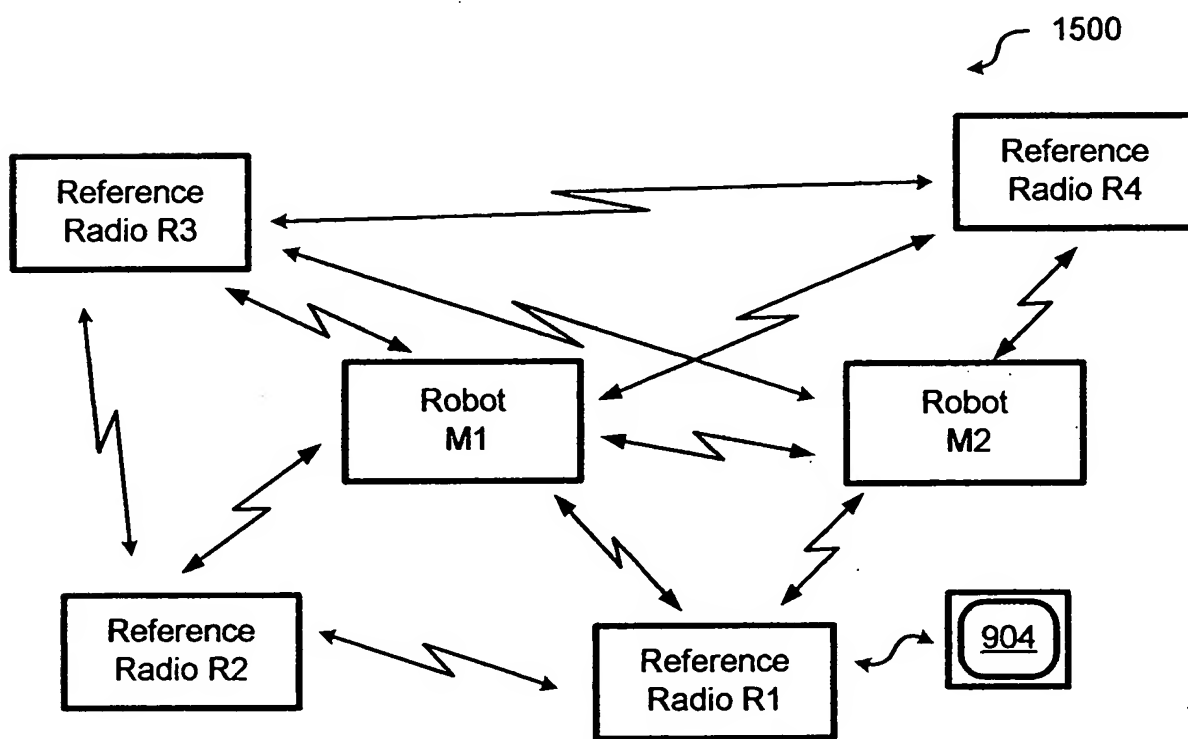 1500
Reference
Radio R4
Reference
Radio R3
Robot
M1
Robot
M2
Reference
Radio R2
Reference
Radio R1
904